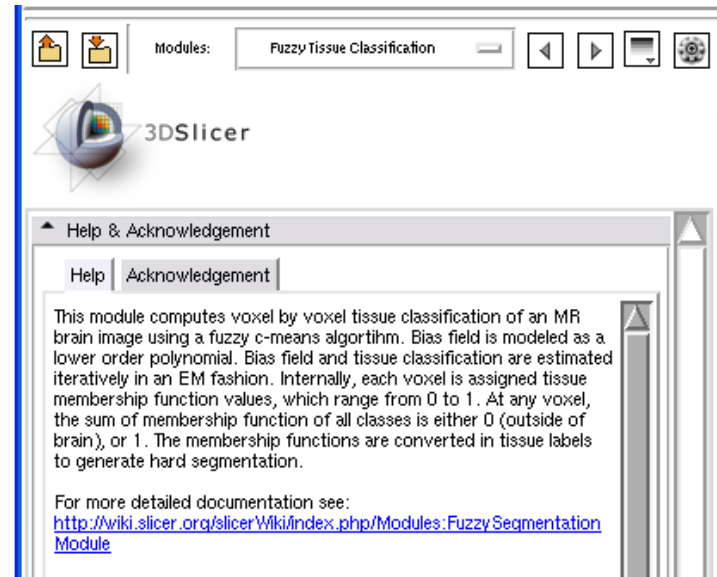 Modules: Fuzzy Tissue Classification
3DSlicer
Help & Acknowledgement
Help Acknowledgement
This module computes voxel by voxel tissue classification of an MR
brain image using a fuzzy c-means algortihm. Bias field is modeled as a
lower order polynomial. Bias field and tissue classification are estimated
iteratively in an EM fashion. Internally, each voxel is assigned tissue
membership function values, which range from 0 to 1. At any voxel,
the sum of membership function of all classes is either 0 (outside of
brain), or 1. The membership functions are converted in tissue labels
to generate hard segmentation.
For more detailed documentation see:
http://wiki.slicer.org/slicerWiki/index.php/Modules:FuzzySegmentation
Module